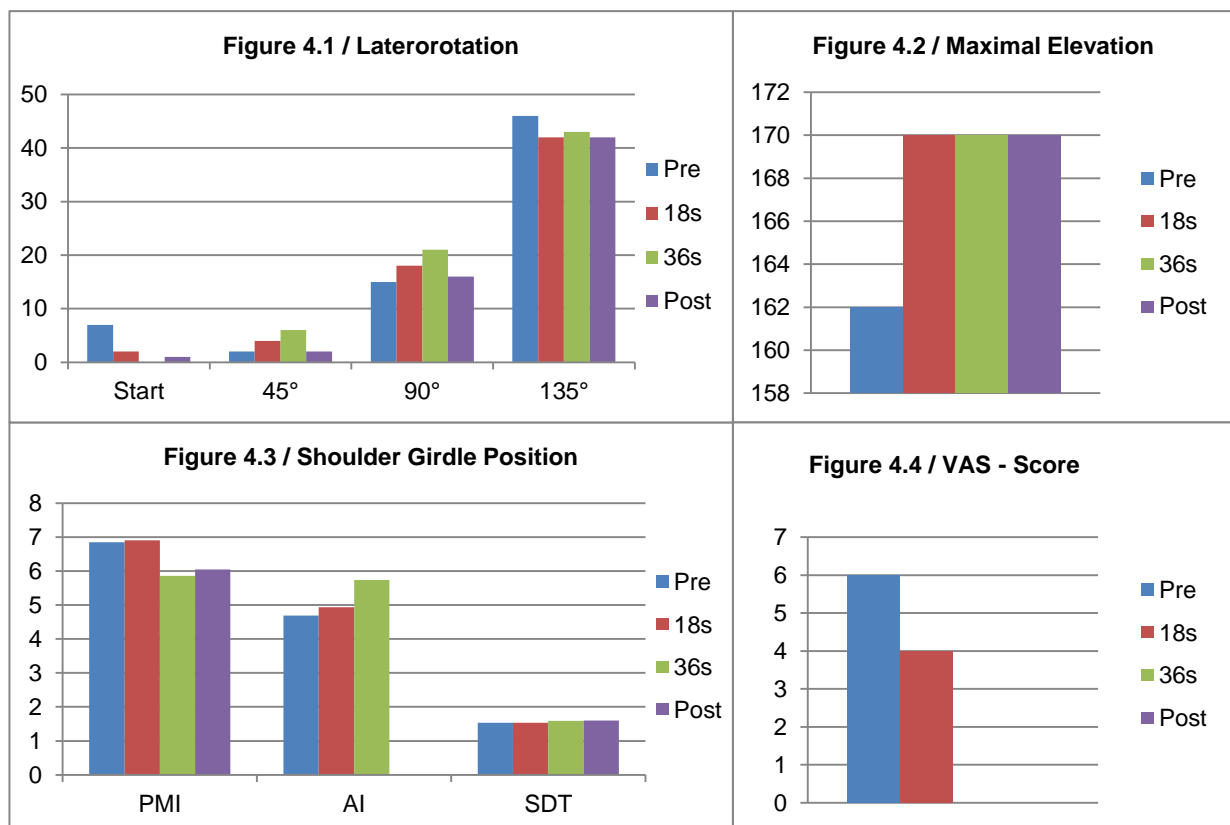 Figure 4.1 / Laterorotation
50
40
30
20
10
0
Start 45° 90° 135°
Pre
18s
36s
Post
Figure 4.2 / Maximal Elevation
172
170
168
166
164
162
160
158
Pre
18s
36s
Post
Figure 4.3 / Shoulder Girdle Position
8
7
6
5
4
3
2
1
0
PMI AI SDT
Pre
18s
36s
Post
Figure 4.4 / VAS - Score
7
6
5
4
3
2
1
0
Pre
18s
36s
Post